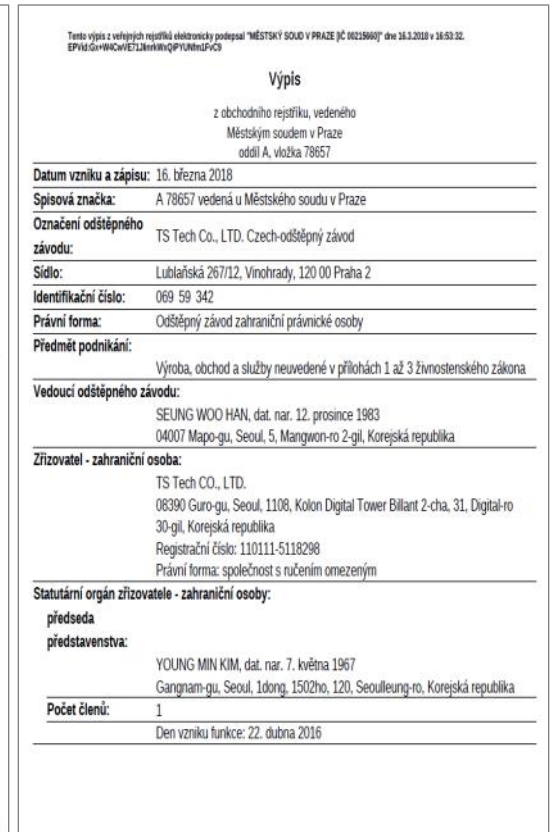 Tento výpis z veřejných rejstříků elektronicky podepsal "MĚSTSKÝ SOUD V PRAZE [IČ 00215660]" dne 16.3.2018 v 16:53:32.
Výpis
z obchodního rejstříku, vedeného
Městským soudem v Praze
oddíl A, vložka 78657
Datum vzniku a zápisu: 16. března 2018
Spisová značka: A 78657 vedená u Městského soudu v Praze
Označení odštěpného
závodu: TS Tech Co., LTD. Czech-odštěpný závod
Sídlo: Lublaňská 267/12, Vinohrady, 120 00 Praha 2
Identifikační číslo: 069 59 342
Právní forma: Odštěpný závod zahraniční právnické osoby
Předmět podnikání:
Výroba, obchod a služby neuvedené v přílohách 1 až 3 živnostenského zákona
Vedoucí odštěpného závodu:
SEUNG WOO HAN, dat. nar. 12. prosince 1983
04007 Mapo-gu, Seoul, 5, Mangwon-ro 2-gil, Korejská republika
Zřizovatel - zahraniční osoba:
TS Tech CO., LTD.
08390 Guro-gu, Seoul, 1108, Kolon Digital Tower Billant 2-cha, 31, Digital-ro
30-gil, Korejská republika
Registrační číslo: 110111-5118298
Právní forma: společnost s ručením omezeným
Statutární orgán zřizovatele - zahraniční osoby:
předseda
představenstva:
YOUNG MIN KIM, dat. nar. 7. května 1967
Gangnam-gu, Seoul, 1dong, 1502ho, 120, Seoulleung-ro, Korejská republika
Počet členů: 1
Den vzniku funkce: 22. dubna 2016